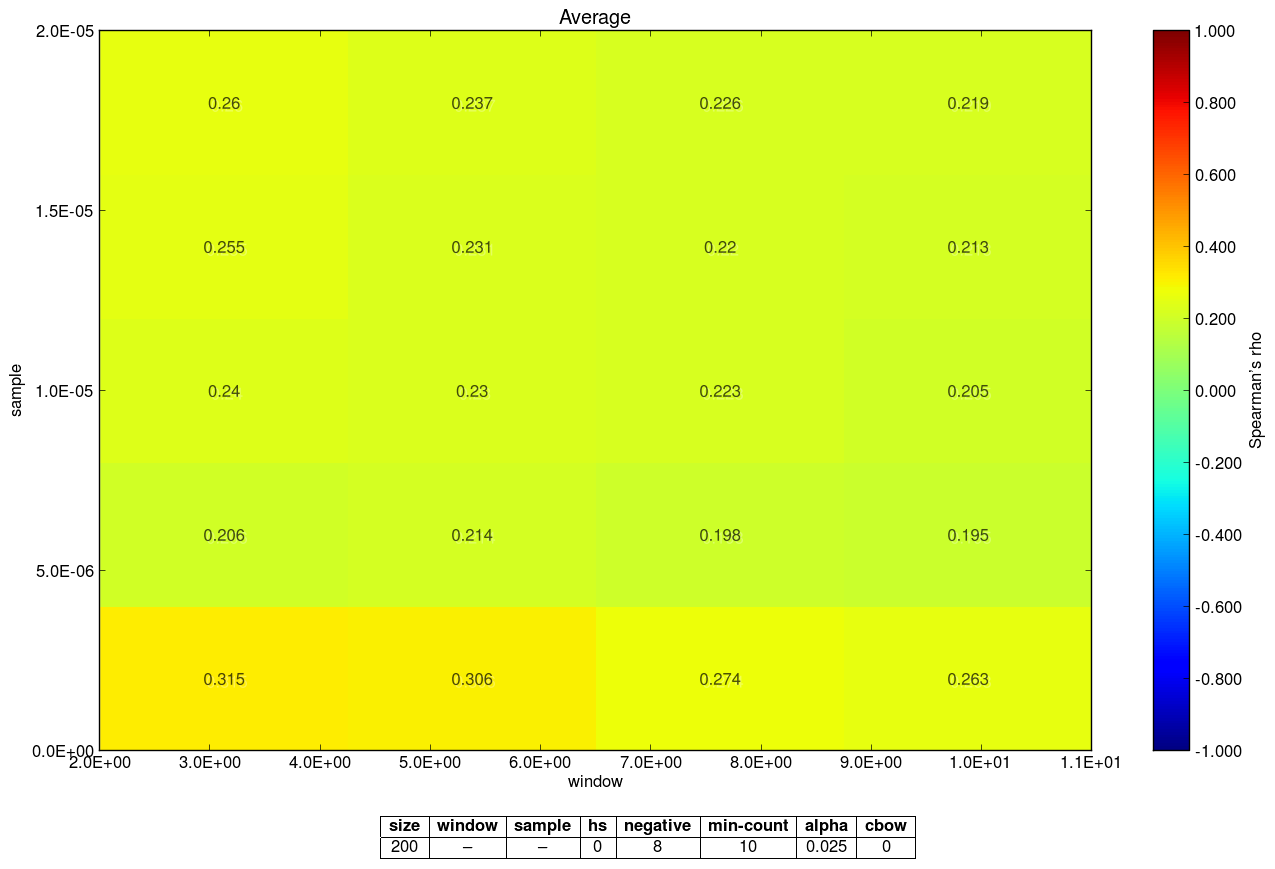 Average
2.0E-05
1.000
0.26 0.237 0.226 0.219
0.800
0.600
1.5E-05
0.255 0.231 0.22 0.213
0.400
0.200
sample
1.0E-05
0.24 0.23 0.223 0.205
0.000
Spearman's rho
-0.200
0.206 0.214 0.198 0.195
-0.400
5.0E-06
-0.600
0.315 0.306 0.274 0.263
-0.800
0.0E+00
-1.000
2.0E+00 3.0E+00 4.0E+00 5.0E+00 6.0E+00 7.0E+00 8.0E+00 9.0E+00 1.0E+01 1.1E+01
window
size window sample hs negative min-count alpha cbow
200 – – 0 8 10 0.025 0